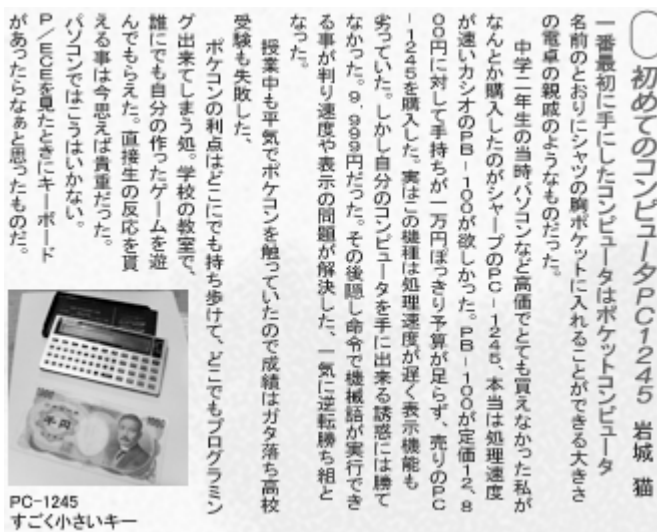 初めてのコンピュータPC1245 岩城 猫
一番最初に手にしたコンピュータはポケットコンピュータ
名前のとおりにシャツの胸ポケットに入れることができる大きさ
の電卓の親戚のようなものだった。
中学二年生の当時パソコンなど高価でとても買えなかった私が
なんとか購入したのがシャープのPC-1245、本当は処理速度
が速いカシオのPB-100が欲しかった。PB-100が定価12、8
00円に対して手持ちが一万円ぽっきり予算が足らず、売りのPC
-1245を購入した。実はこの機種は処理速度が遅く表示機能も
劣っていた。しかし自分のコンピュータを手に出来る誘惑には勝て
なかった。9,999円だった。その後隠し命令で機械語が実行でき
る事が判り速度や表示の問題が解決した、一気に逆転勝ち組と
なった。
授業中も平気でポケコンを触っていたので成績はガタ落ち高校
受験も失敗した、
ポケコンの利点はどこにでも持ち歩けて、どこでもプログラミン
グ出来てしまう処。学校の教室で、
誰にでも自分の作ったゲームを遊
んでもらえた。直接生の反応を貰
える事は今思えば貴重だった。
パソコンではこうはいかない。
P/ECEを見たときにキーボード
があったらなぁと思ったものだ。
千円
1000
PC-1245
すごく小さいキー